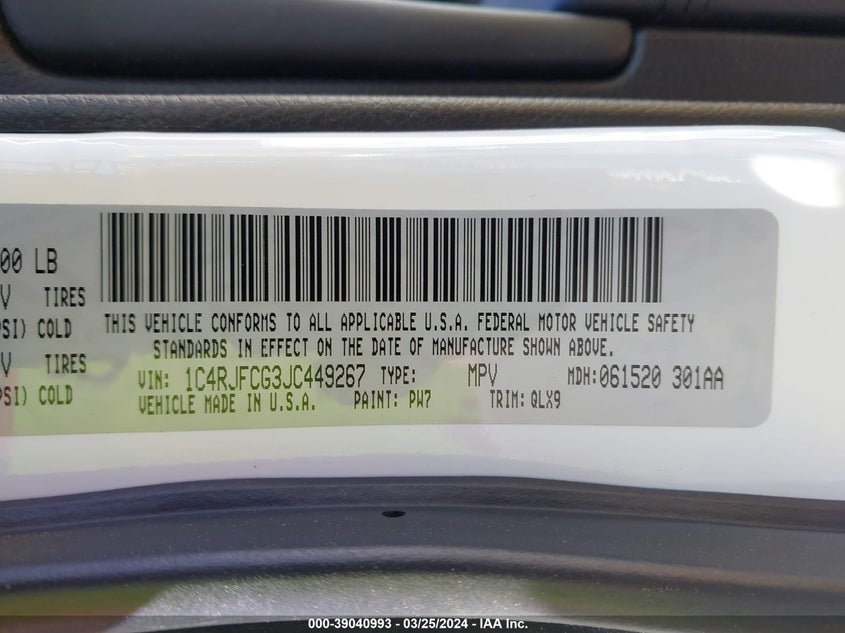 00 LB
V TIRES
PSI) COLD
V TIRES
PSI) COLD
THIS VEHICLE CONFORMS TO ALL APPLICABLE U.S.A. FEDERAL MOTOR VEHICLE SAFETY
STANDARDS IN EFFECT ON THE DATE OF MANUFACTURE SHOWN ABOVE.
VIN: 1C4RJFCG3JC449267 TYPE: MPV MDH:061520 301AA
VEHICLE MADE IN U.S.A. PAINT: PW7 TRIM: QLX9
000-39040993 - 03/25/2024 - IAA Inc.